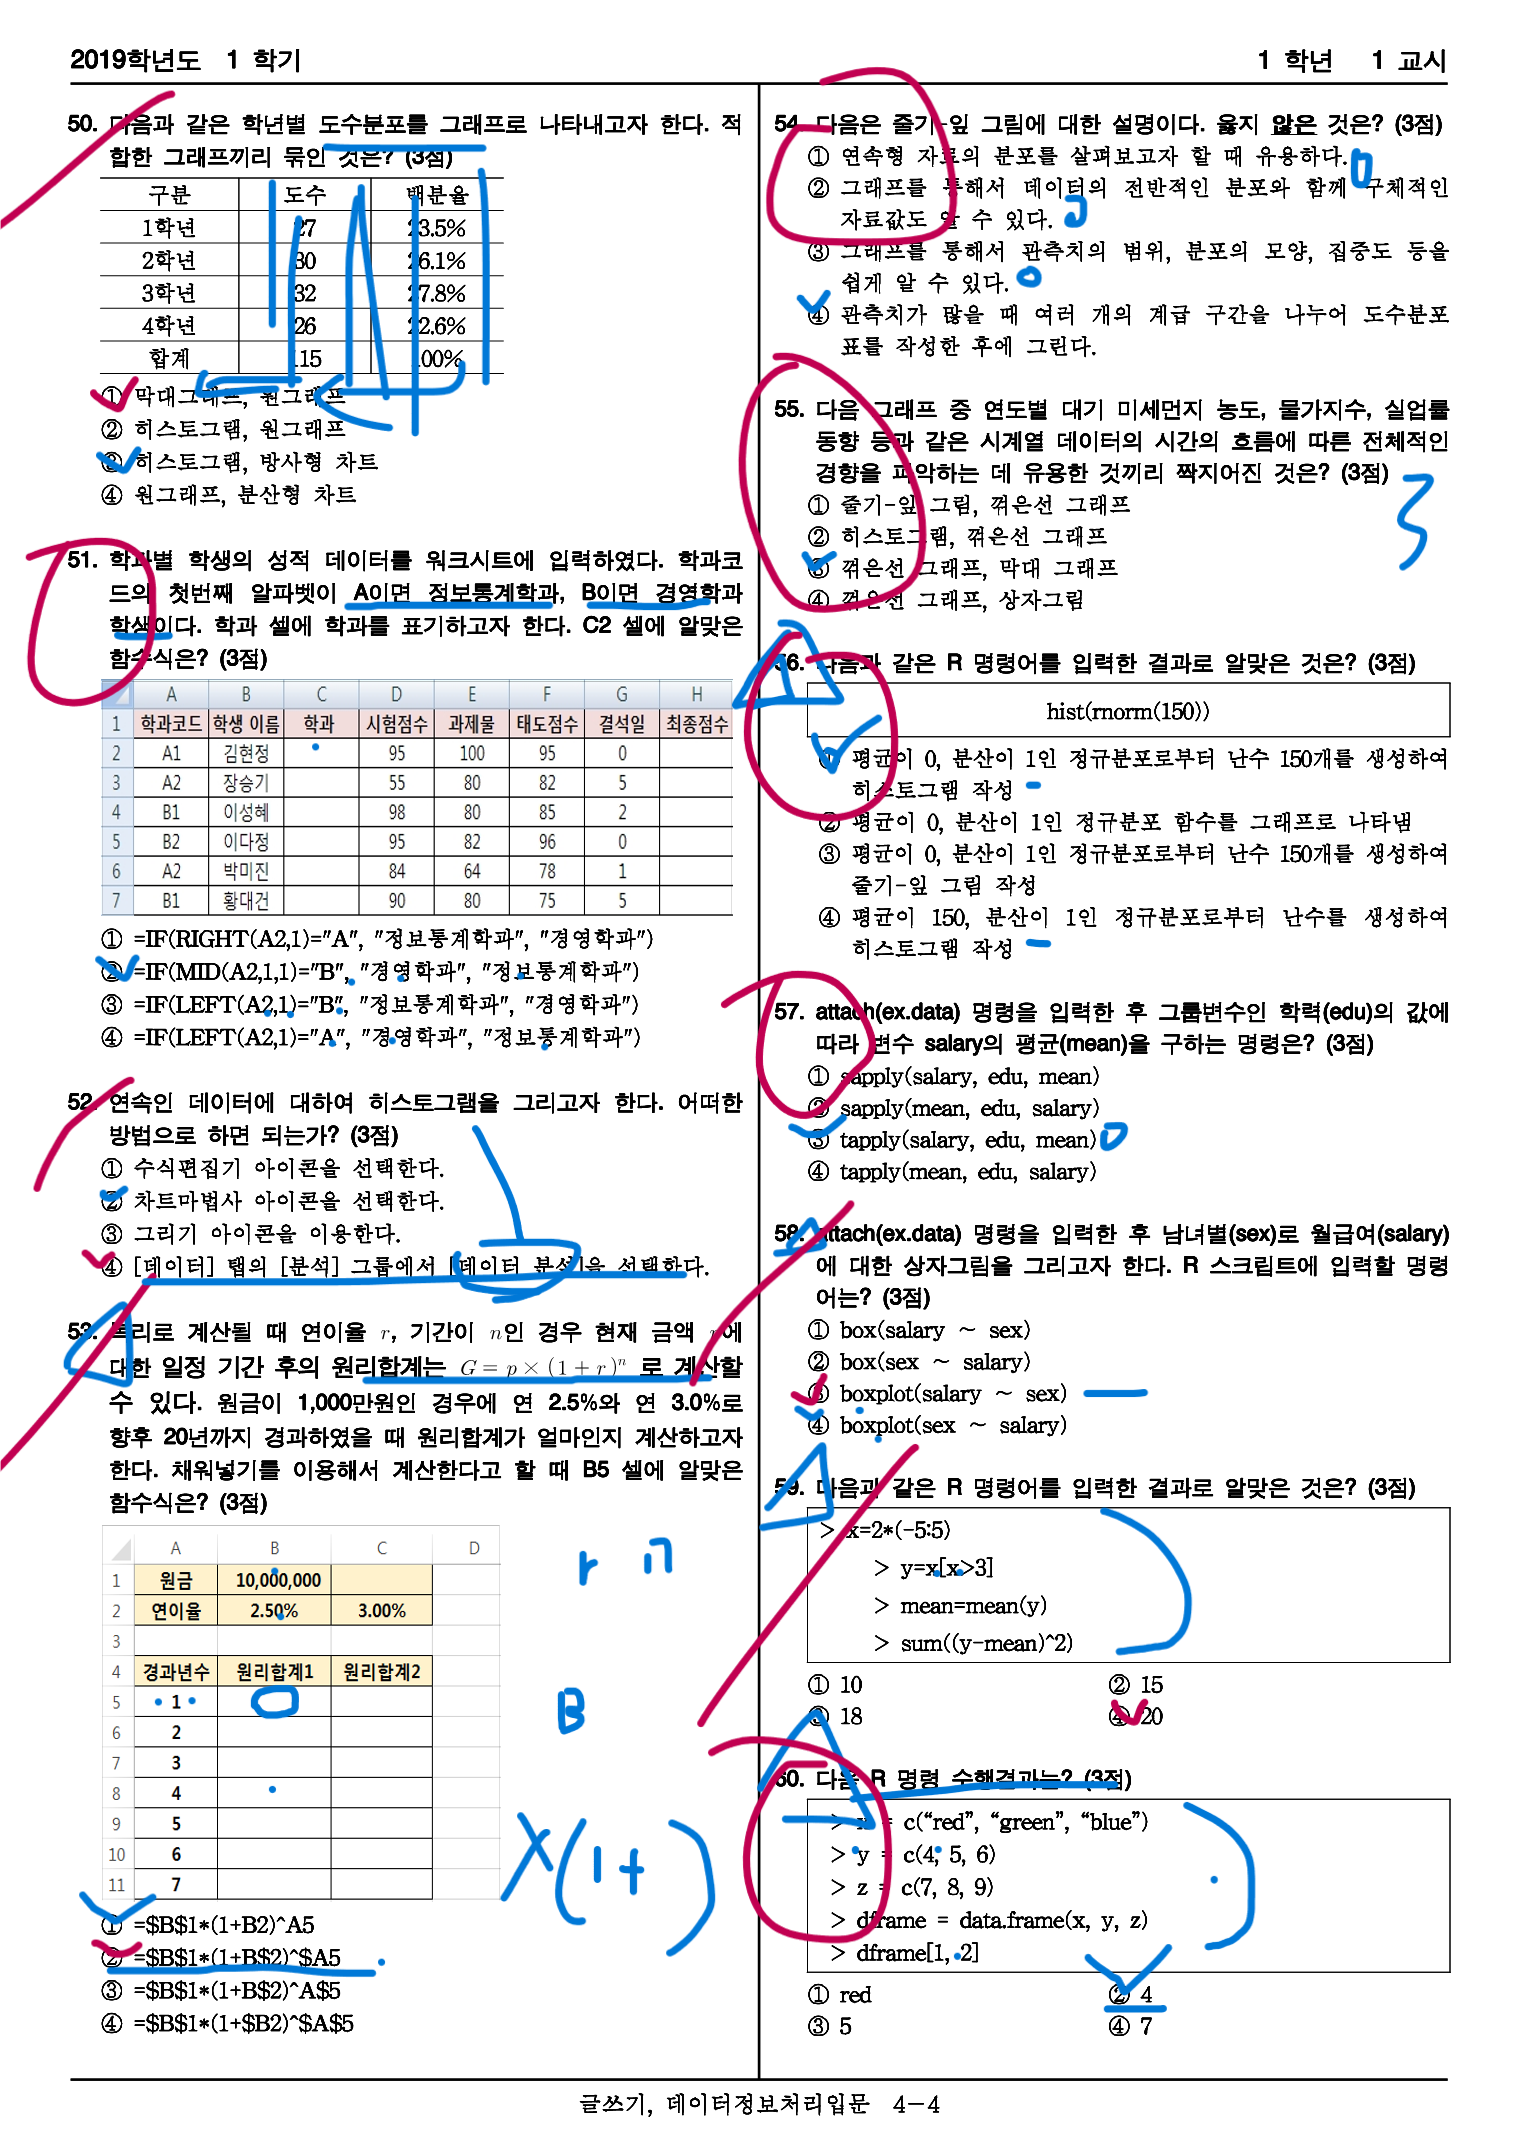 2019학년도 1 학기
1 학년 1 교시
50. 다음과 같은 학년별 도수분포를 그래프로 나타내고자 한다. 적
합한 그래프끼리 묶인 것은? (3점)
구분 도수 백분율
1학년 27 23.5%
2학년 30 26.1%
3학년 32 27.8%
4학년 26 22.6%
합계 115 100%
① 막대그래프, 원그래프
② 히스토그램, 원그래프
③ 히스토그램, 방사형 차트
④ 원그래프, 분산형 차트
51. 학과별 학생의 성적 데이터를 워크시트에 입력하였다. 학과코
드의 첫번째 알파벳이 A이면 정보통계학과, B이면 경영학과
학생이다. 학과 셀에 학과를 표기하고자 한다. C2 셀에 알맞은
함수식은? (3점)
A B C D E F G H
1 학과코드 학생 이름 학과 시험점수 과제물 태도점수 결석일 최종점수
2 A1 김현정 95 100 95 0
3 A2 장승기 55 80 82 5
4 B1 이성혜 98 80 85 2
5 B2 이다정 95 82 96 0
6 A2 박미진 84 64 78 1
7 B1 황대건 90 80 75 5
① =IF(RIGHT(A2,1)="A", "정보통계학과", "경영학과")
② =IF(MID(A2,1,1)="B", "경영학과", "정보통계학과")
③ =IF(LEFT(A2,1)="B", "정보통계학과", "경영학과")
④ =IF(LEFT(A2,1)="A", "경영학과", "정보통계학과")
52. 연속인 데이터에 대하여 히스토그램을 그리고자 한다. 어떠한
방법으로 하면 되는가? (3점)
① 수식편집기 아이콘을 선택한다.
② 차트마법사 아이콘을 선택한다.
③ 그리기 아이콘을 이용한다.
④ [데이터] 탭의 [분석] 그룹에서 [데이터 분석]을 선택한다.
53. 복리로 계산될 때 연이율 r, 기간이 n인 경우 현재 금액 p에
대한 일정 기간 후의 원리합계는 G = p × (1 + r)^n 로 계산할
수 있다. 원금이 1,000만원인 경우에 연 2.5%와 연 3.0%로
향후 20년까지 경과하였을 때 원리합계가 얼마인지 계산하고자
한다. 채워넣기를 이용해서 계산한다고 할 때 B5 셀에 알맞은
함수식은? (3점)
A B C D
1 원금 10,000,000
2 연이율 2.50% 3.00%
3
4 경과년수 원리합계1 원리합계2
5 1
6 2
7 3
8 4
9 5
10 6
11 7
r n
B
X(1+ )
① =$B$1*(1+B2)^A5
② =$B$1*(1+B$2)^$A5
③ =$B$1*(1+B$2)^A$5
④ =$B$1*(1+$B2)^$A$5
54. 다음은 줄기-잎 그림에 대한 설명이다. 옳지 않은 것은? (3점)
① 연속형 자료의 분포를 살펴보고자 할 때 유용하다.
② 그래프를 통해서 데이터의 전반적인 분포와 함께 구체적인
자료값도 알 수 있다.
③ 그래프를 통해서 관측치의 범위, 분포의 모양, 집중도 등을
쉽게 알 수 있다.
④ 관측치가 많을 때 여러 개의 계급 구간을 나누어 도수분포
표를 작성한 후에 그린다.
55. 다음 그래프 중 연도별 대기 미세먼지 농도, 물가지수, 실업률
동향 등과 같은 시계열 데이터의 시간의 흐름에 따른 전체적인
경향을 파악하는 데 유용한 것끼리 짝지어진 것은? (3점)
① 줄기-잎 그림, 꺾은선 그래프
② 히스토그램, 꺾은선 그래프
③ 꺾은선 그래프, 막대 그래프
④ 꺾은선 그래프, 상자그림
56. 다음과 같은 R 명령어를 입력한 결과로 알맞은 것은? (3점)
hist(rnorm(150))
① 평균이 0, 분산이 1인 정규분포로부터 난수 150개를 생성하여
히스토그램 작성
② 평균이 0, 분산이 1인 정규분포 함수를 그래프로 나타냄
③ 평균이 0, 분산이 1인 정규분포로부터 난수 150개를 생성하여
줄기-잎 그림 작성
④ 평균이 150, 분산이 1인 정규분포로부터 난수를 생성하여
히스토그램 작성
57. attach(ex.data) 명령을 입력한 후 그룹변수인 학력(edu)의 값에
따라 변수 salary의 평균(mean)을 구하는 명령은? (3점)
① sapply(salary, edu, mean)
② sapply(mean, edu, salary)
③ tapply(salary, edu, mean)
④ tapply(mean, edu, salary)
58. attach(ex.data) 명령을 입력한 후 남녀별(sex)로 월급여(salary)
에 대한 상자그림을 그리고자 한다. R 스크립트에 입력할 명령
어는? (3점)
① box(salary ~ sex)
② box(sex ~ salary)
③ boxplot(salary ~ sex)
④ boxplot(sex ~ salary)
59. 다음과 같은 R 명령어를 입력한 결과로 알맞은 것은? (3점)
> x=2*(-5:5)
> y=x[x>3]
> mean=mean(y)
> sum((y-mean)^2)
① 10 ② 15
③ 18 ④ 20
60. 다음 R 명령 수행결과는? (3점)
> x = c("red", "green", "blue")
> y = c(4, 5, 6)
> z = c(7, 8, 9)
> dframe = data.frame(x, y, z)
> dframe[1, 2]
① red ② 4
③ 5 ④ 7
글쓰기, 데이터정보처리입문 4-4